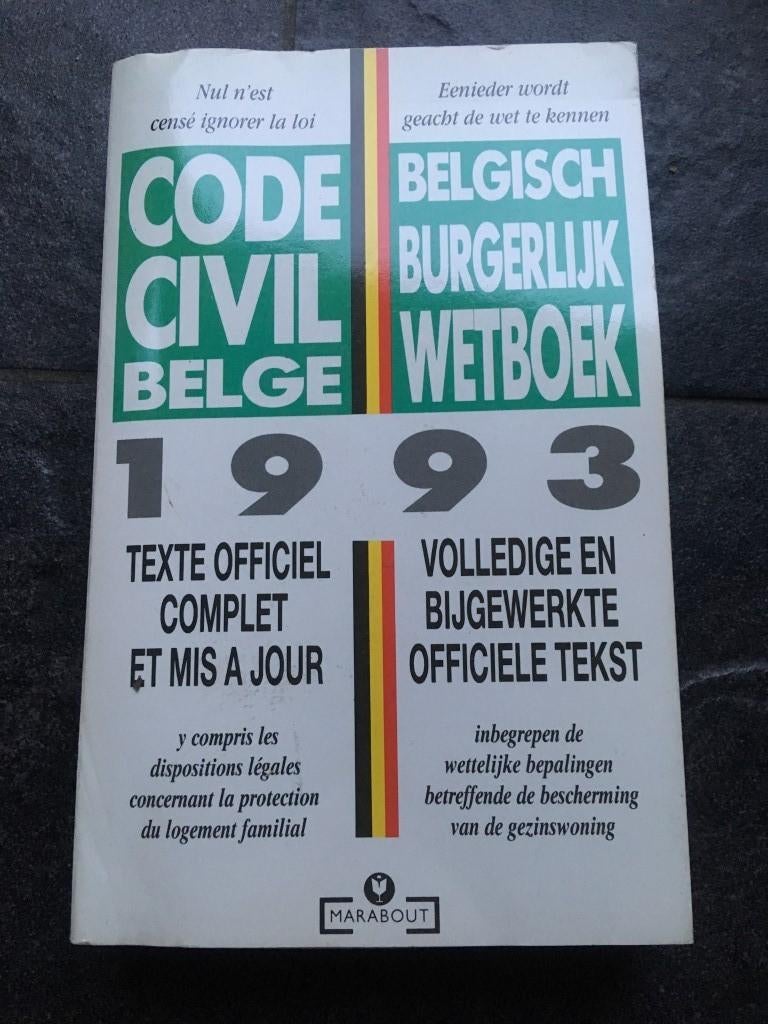 Nul n'est
censé ignorer la loi
CODE
CIVIL
BELGE
Eenieder wordt
geacht de wet te kennen
BELGISCH
BURGERLIJK
WETBOEK
1993
TEXTE OFFICIEL
COMPLET
ET MIS A JOUR
VOLLEDIGE EN
BIJGEWERKTE
OFFICIELE TEKST
y compris les
dispositions légales
concernant la protection
du logement familial
inbegrepen de
wettelijke bepalingen
betreffende de bescherming
van de gezinswoning
MARABOUT